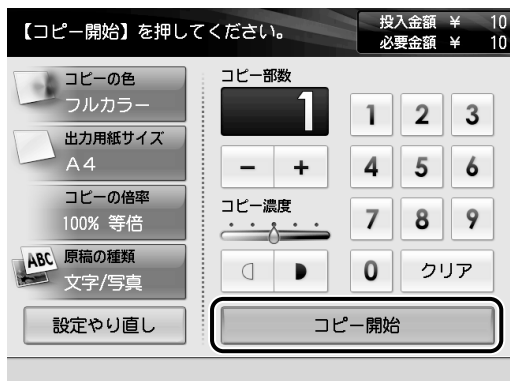 【コピー開始】を押してください。
投入金額 ¥ 10
必要金額 ¥ 10
コピーの色
フルカラー
出力用紙サイズ
A4
コピーの倍率
100% 等倍
ABC 原稿の種類
文字/写真
設定やり直し
コピー部数
1
－ ＋
コピー濃度
1 2 3
4 5 6
7 8 9
0 クリア
コピー開始